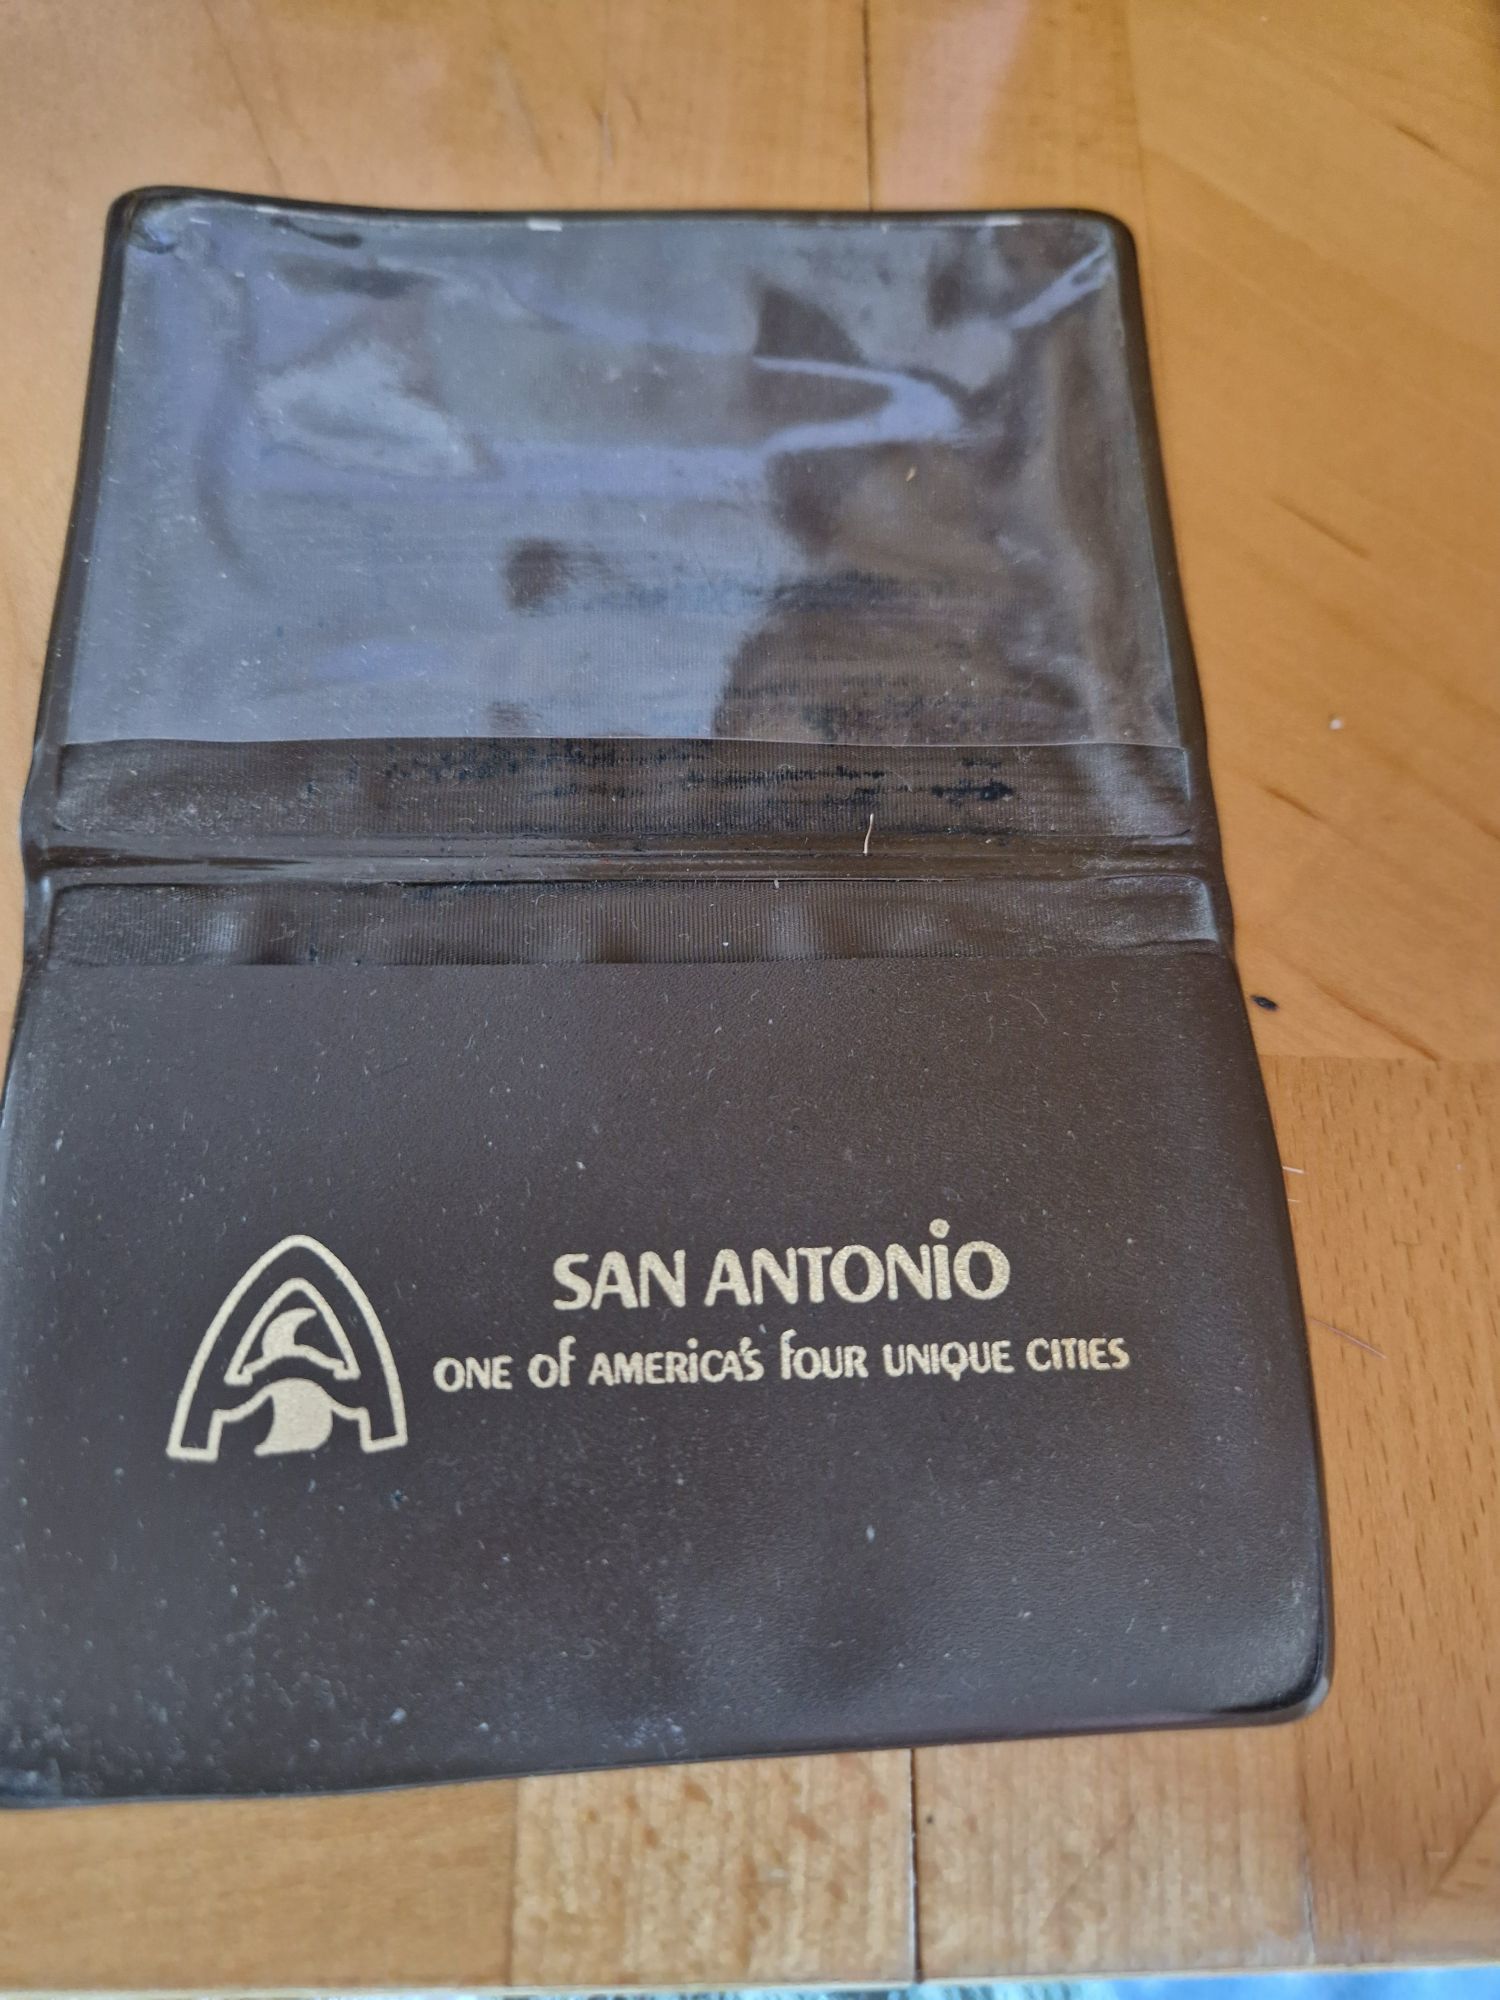 SAN ANTONiO
ONE Of AMERiCA'S fOUR UNIQUE CITIES